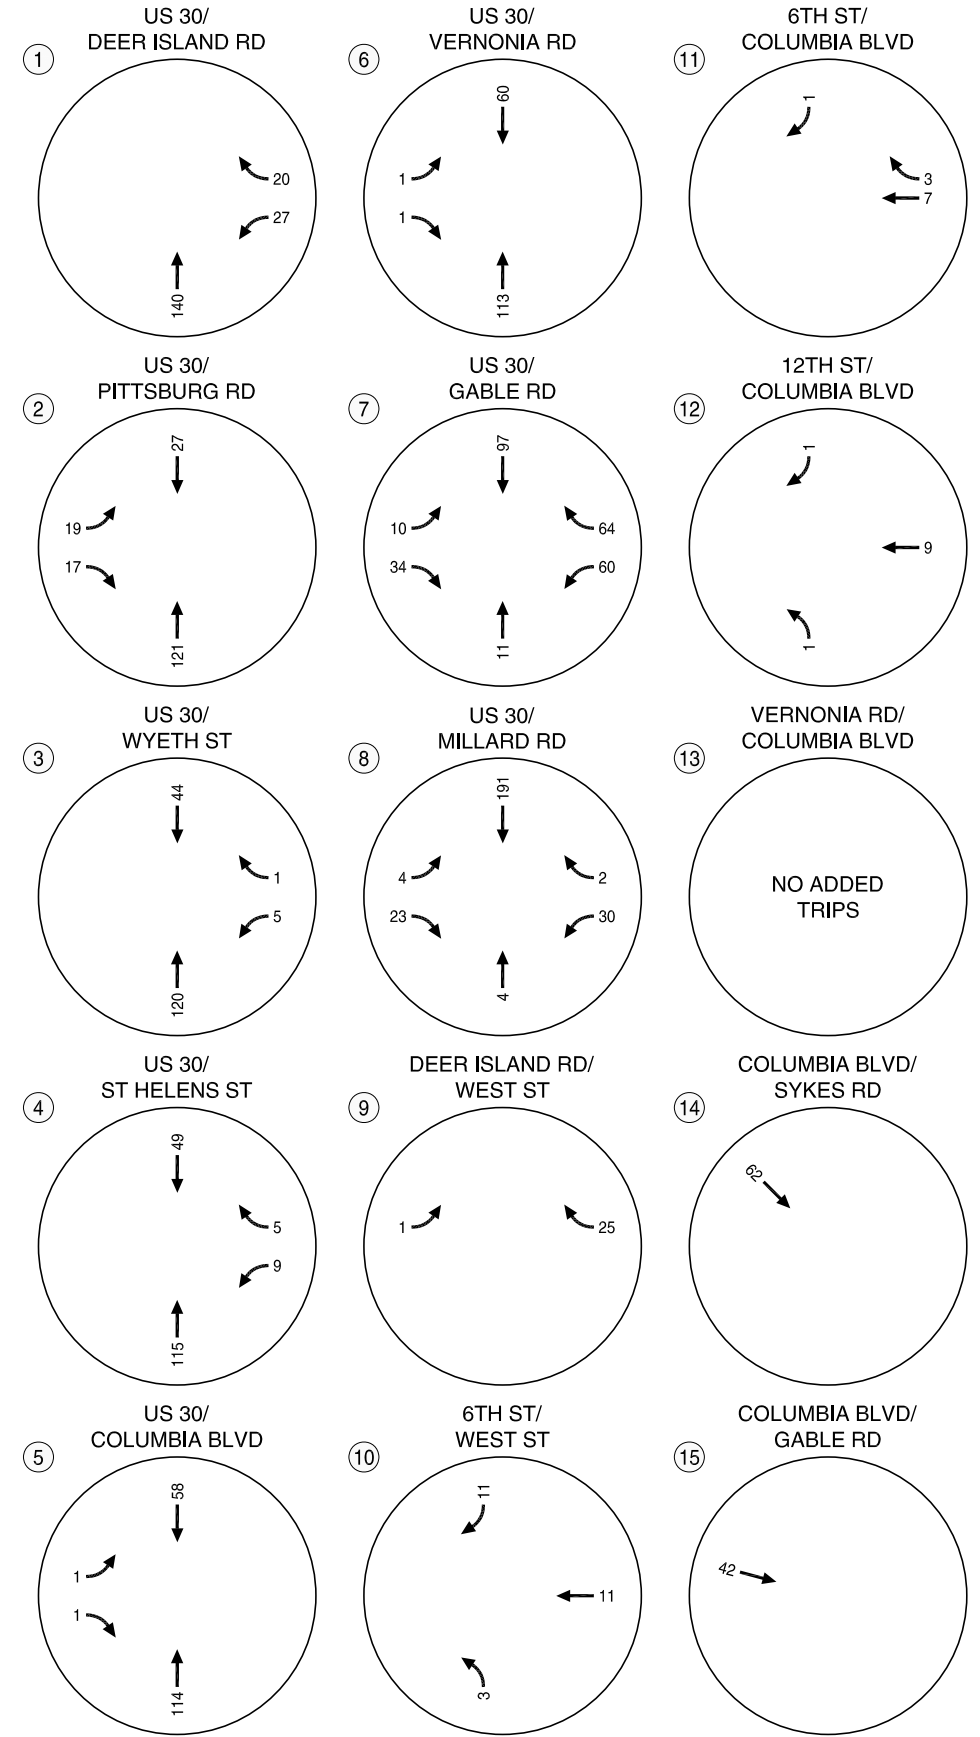 1
US 30/
DEER ISLAND RD
20
27
140
6
US 30/
VERNONIA RD
60
1
1
113
11
6TH ST/
COLUMBIA BLVD
1
3
7
2
US 30/
PITTSBURG RD
27
19
17
121
7
US 30/
GABLE RD
97
10
64
34
60
11
12
12TH ST/
COLUMBIA BLVD
1
9
1
3
US 30/
WYETH ST
44
1
5
120
8
US 30/
MILLARD RD
191
4
2
23
30
4
13
VERNONIA RD/
COLUMBIA BLVD
NO ADDED
TRIPS
4
US 30/
ST HELENS ST
49
5
9
115
9
DEER ISLAND RD/
WEST ST
1
25
14
COLUMBIA BLVD/
SYKES RD
62
5
US 30/
COLUMBIA BLVD
58
1
1
114
10
6TH ST/
WEST ST
11
11
3
15
COLUMBIA BLVD/
GABLE RD
42